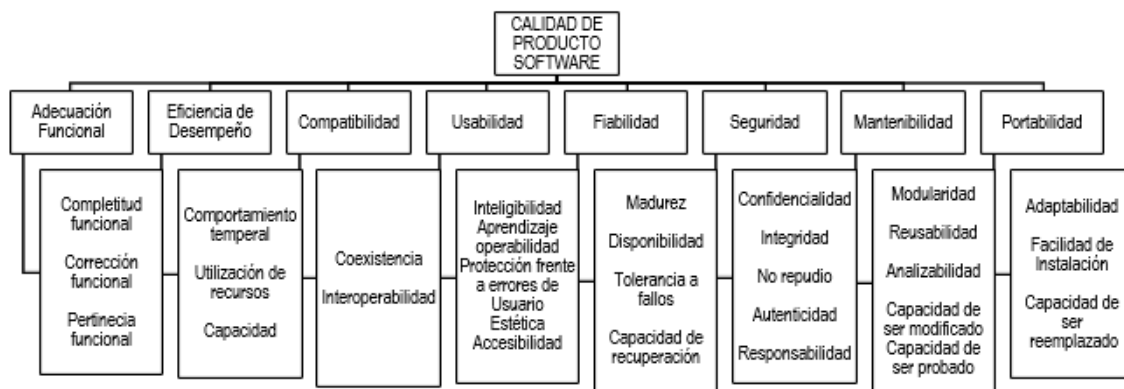 CALIDAD DE
PRODUCTO
SOFTWARE
Adecuación
Funcional
Eficiencia de
Desempeño
Compatibilidad
Usabilidad
Fiabilidad
Seguridad
Mantenibilidad
Portabilidad
Completitud
funcional
Corrección
funcional
Pertinecia
funcional
Comportamiento
temporal
Utilización de
recursos
Capacidad
Coexistencia
Interoperabilidad
Inteligibilidad
Aprendizaje
operabilidad
Protección frente
a errores de
Usuario
Estética
Accesibilidad
Madurez
Disponibilidad
Tolerancia a
fallos
Capacidad de
recuperación
Confidencialidad
Integridad
No repudio
Autenticidad
Responsabilidad
Modularidad
Reusabilidad
Analizabilidad
Capacidad de
ser modificado
Capacidad de
ser probado
Adaptabilidad
Facilidad de
Instalación
Capacidad de
ser
reemplazado